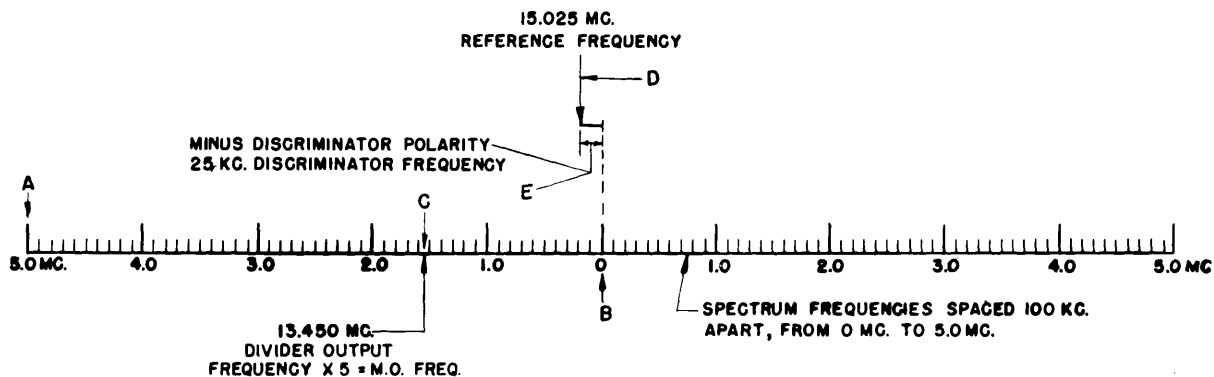 15.025 MC.
REFERENCE FREQUENCY
D
MINUS DISCRIMINATOR POLARITY
25 KC. DISCRIMINATOR FREQUENCY
E
A
C
5.0 MC. 4.0 3.0 2.0 1.0 0 1.0 2.0 3.0 4.0 5.0 MC
B
SPECTRUM FREQUENCIES SPACED 100 KC.
APART, FROM 0 MC. TO 5.0 MC.
13.450 MC.
DIVIDER OUTPUT
FREQUENCY X 5 = M.O. FREQ.